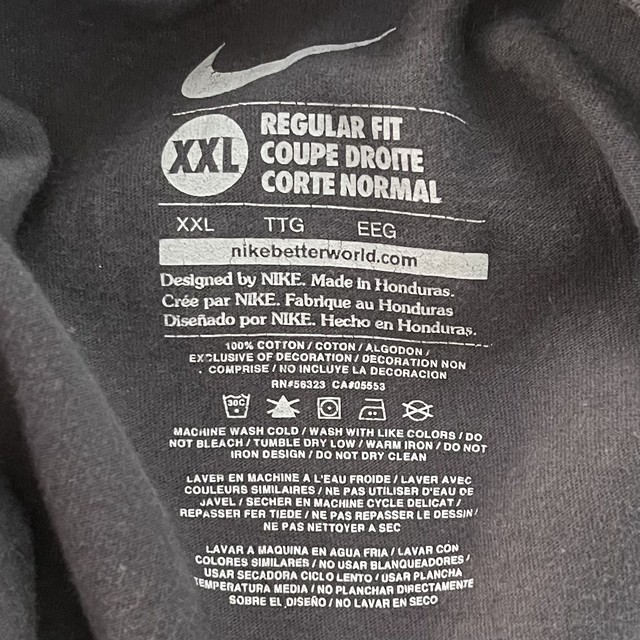 XXL
REGULAR FIT
COUPE DROITE
CORTE NORMAL
XXL TTG EEG
nikebetterworld.com
Designed by NIKE. Made in Honduras.
Crée par NIKE. Fabrique au Honduras
Diseñado por NIKE. Hecho en Honduras.
100% COTTON / COTON / ALGODON /
EXCLUSIVE OF DECORATION / DECORATION NON
COMPRISE / NO INCLUYE LA DECORACION
RN#56323 CA#05553
30C
MACHINE WASH COLD / WASH WITH LIKE COLORS / DO
NOT BLEACH / TUMBLE DRY LOW / WARM IRON / DO NOT
IRON DESIGN / DO NOT DRY CLEAN
LAVER EN MACHINE A L'EAU FROIDE / LAVER AVEC
COULEURS SIMILAIRES / NE PAS UTILISER D'EAU DE
JAVEL / SECHER EN MACHINE CYCLE DELICAT /
REPASSER FER TIEDE / NE PAS REPASSER LE DESSIN/
NE PAS NETTOYER A SEC
LAVAR A MAQUINA EN AGUA FRIA / LAVAR CON
COLORES SIMILARES / NO USAR BLANQUEADORES /
USAR SECADORA CICLO LENTO / USAR PLANCHA
TEMPERATURA MEDIA / NO PLANCHAR DIRECTAMENTE
SOBRE EL DISEÑO / NO LAVAR EN SECO